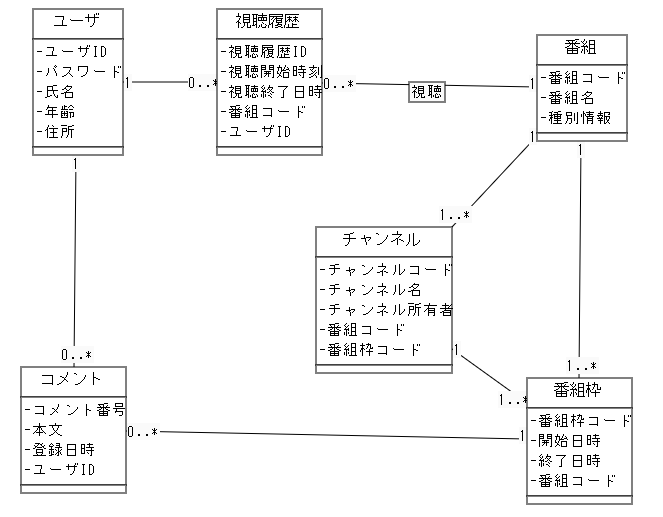 ユーザ
-ユーザID
-パスワード
-氏名
-年齢
-住所
1
0..*
視聴履歴
-視聴履歴ID
-視聴開始時刻
-視聴終了日時
-番組コード
-ユーザID
0..*
視聴
1
番組
-番組コード
-番組名
-種別情報
1
1
1
1..*
チャンネル
-チャンネルコード
-チャンネル名
-チャンネル所有者
-番組コード
-番組枠コード
1
1..*
0..*
1..*
コメント
-コメント番号
-本文
-登録日時
-ユーザID
0..*
1
番組枠
-番組枠コード
-開始日時
-終了日時
-番組コード